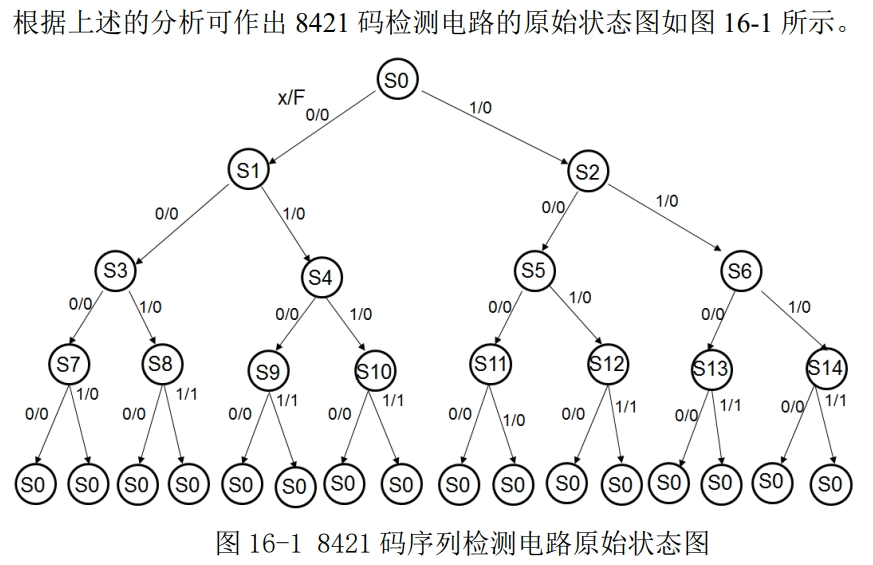 根据上述的分析可作出 8421 码检测电路的原始状态图如图 16-1 所示。
S0
x/F
0/0 1/0
S1 S2
0/0 1/0 0/0 1/0
S3 S4 S5 S6
0/0 1/0 0/0 1/0 0/0 1/0 0/0 1/0
S7 S8 S9 S10 S11 S12 S13 S14
0/0 1/0 0/0 1/1 0/0 1/1 0/0 1/1 0/0 1/0 0/0 1/1 0/0 1/1 0/0 1/1
S0 S0 S0 S0 S0 S0 S0 S0 S0 S0 S0 S0 S0 S0 S0 S0
图 16-1 8421 码序列检测电路原始状态图